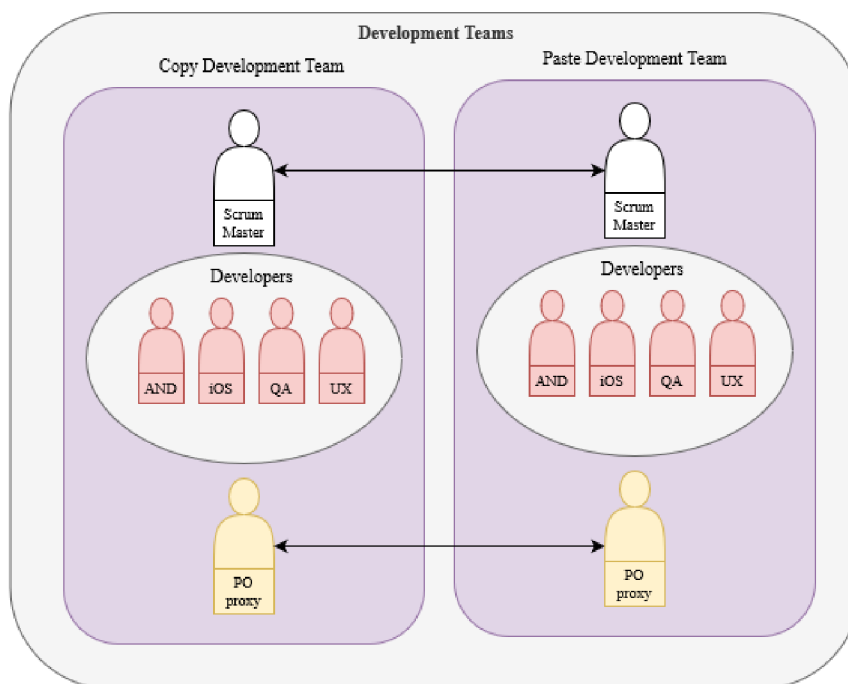 Development Teams
Copy Development Team
Paste Development Team
Scrum
Master
Scrum
Master
Developers
Developers
AND
iOS
QA
UX
AND
iOS
QA
UX
PO
proxy
PO
proxy